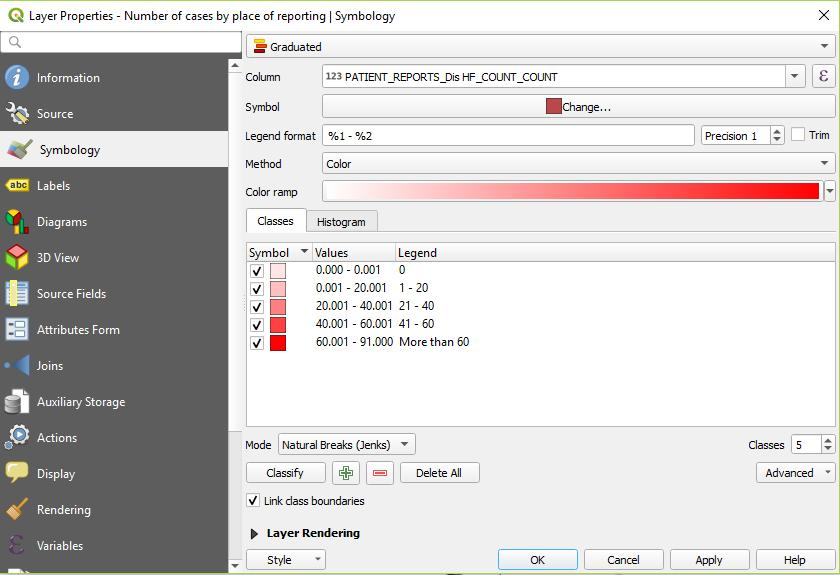 Layer Properties - Number of cases by place of reporting | Symbology
Information
Source
Symbology
abc Labels
Diagrams
3D View
Source Fields
Attributes Form
Joins
Auxiliary Storage
Actions
Display
Rendering
Variables
Graduated
Column 123 PATIENT_REPORTS_Dis HF_COUNT_COUNT ε
Symbol Change...
Legend format %1 - %2 Precision 1 Trim
Method Color
Color ramp
Classes Histogram
Symbol Values Legend
0.000 - 0.001 0
0.001 - 20.001 1 - 20
20.001 - 40.001 21 - 40
40.001 - 60.001 41 - 60
60.001 - 91.000 More than 60
Mode Natural Breaks (Jenks) Classes 5
Classify Delete All Advanced
Link class boundaries
Layer Rendering
Style OK Cancel Apply Help